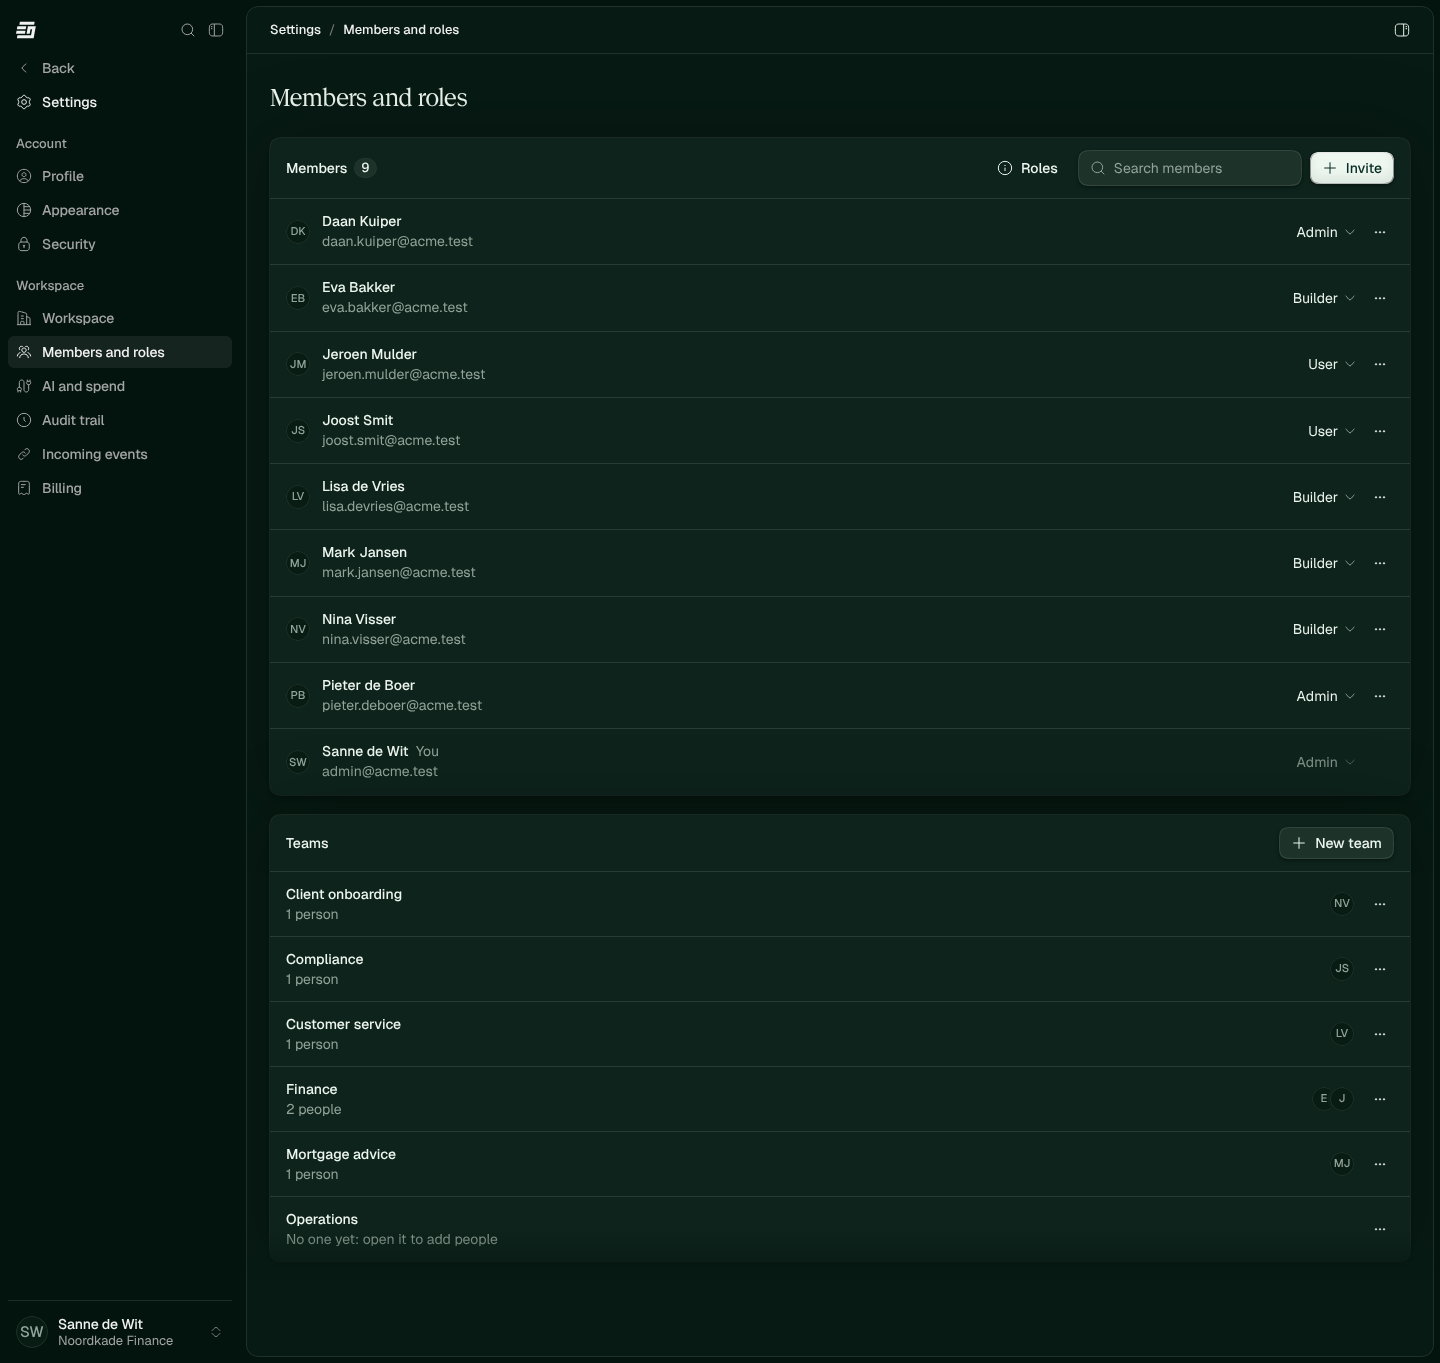 Back
Settings
Account
Profile
Appearance
Security
Workspace
Workspace
Members and roles
AI and spend
Audit trail
Incoming events
Billing
Sanne de Wit
SW
Noordkade Finance
Settings / Members and roles
Members and roles
Members 9
Roles
Search members
Invite
Daan Kuiper
DK
daan.kuiper@acme.test
Admin
Eva Bakker
EB
eva.bakker@acme.test
Builder
Jeroen Mulder
JM
jeroen.mulder@acme.test
User
Joost Smit
JS
joost.smit@acme.test
User
Lisa de Vries
LV
lisa.devries@acme.test
Builder
Mark Jansen
MJ
mark.jansen@acme.test
Builder
Nina Visser
NV
nina.visser@acme.test
Builder
Pieter de Boer
PB
pieter.deboer@acme.test
Admin
Sanne de Wit You
SW
admin@acme.test
Admin
Teams
New team
Client onboarding
1 person
NV
Compliance
1 person
JS
Customer service
1 person
LV
Finance
2 people
E J
Mortgage advice
1 person
MJ
Operations
No one yet: open it to add people